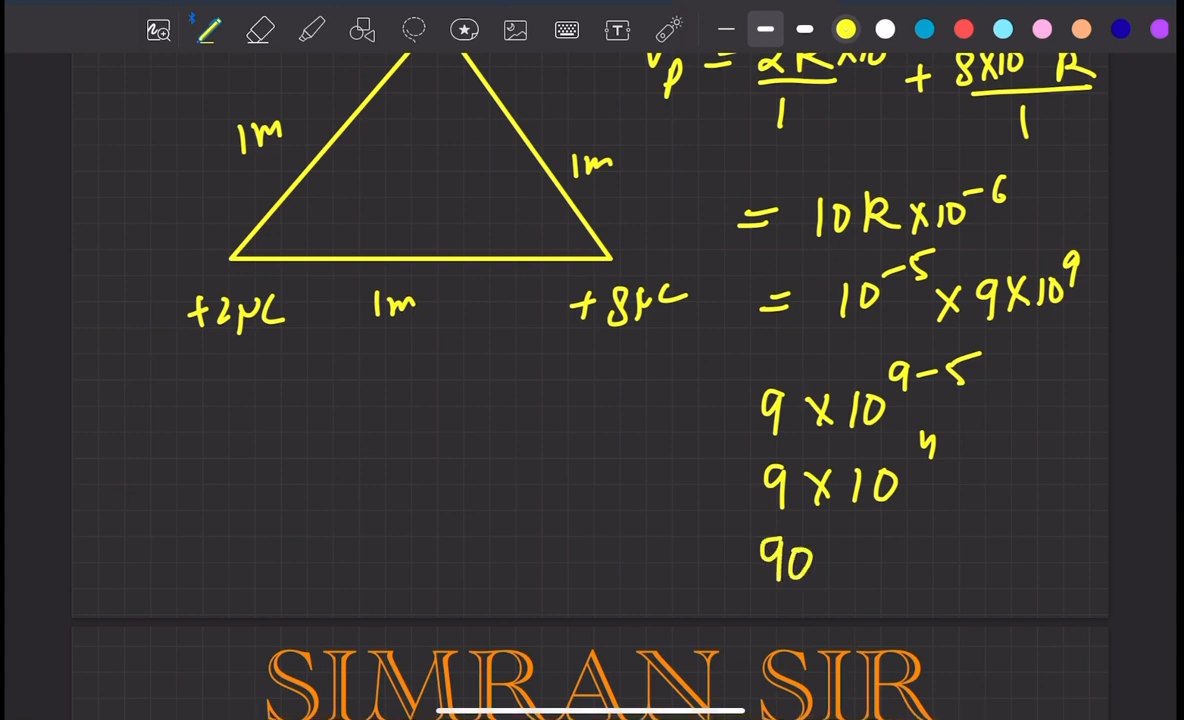 1m
1m
+2μC
1m
+8μC
= 10K×10⁻⁶
= 10⁻⁵ × 9×10⁹
9 × 10⁹⁻⁵
9 × 10⁴
90
SIMRAN SIR